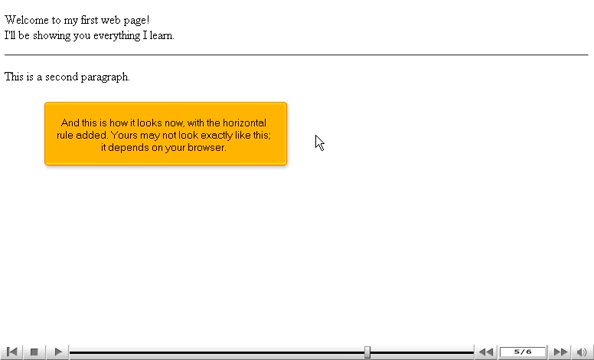 Welcome to my first web page!
I'll be showing you everything I learn.
This is a second paragraph.
And this is how it looks now, with the horizontal
rule added. Yours may not look exactly like this;
it depends on your browser.
5/6